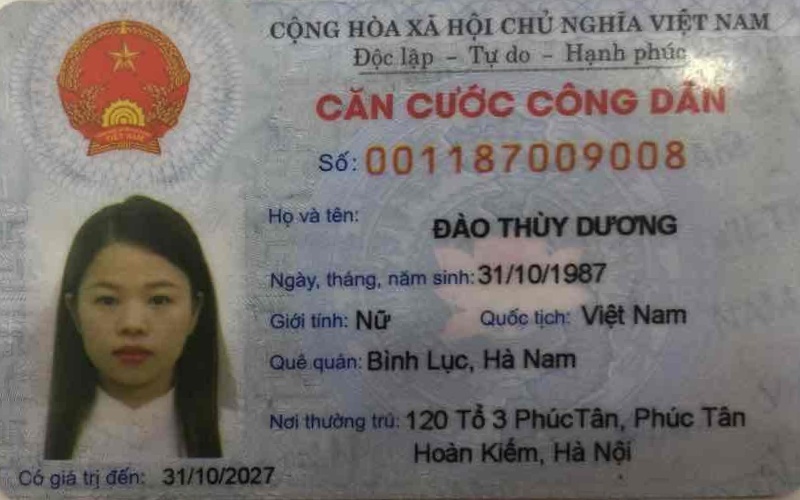 CỘNG HÒA XÃ HỘI CHỦ NGHĨA VIỆT NAM
Độc lập – Tự do – Hạnh phúc
CĂN CƯỚC CÔNG DÂN
Số: 001187009008
Họ và tên: ĐÀO THÙY DƯƠNG
Ngày, tháng, năm sinh: 31/10/1987
Giới tính: Nữ Quốc tịch: Việt Nam
Quê quán: Bình Lục, Hà Nam
Nơi thường trú: 120 Tổ 3 PhúcTân, Phúc Tân
Hoàn Kiếm, Hà Nội
Có giá trị đến: 31/10/2027
VIỆT NAM